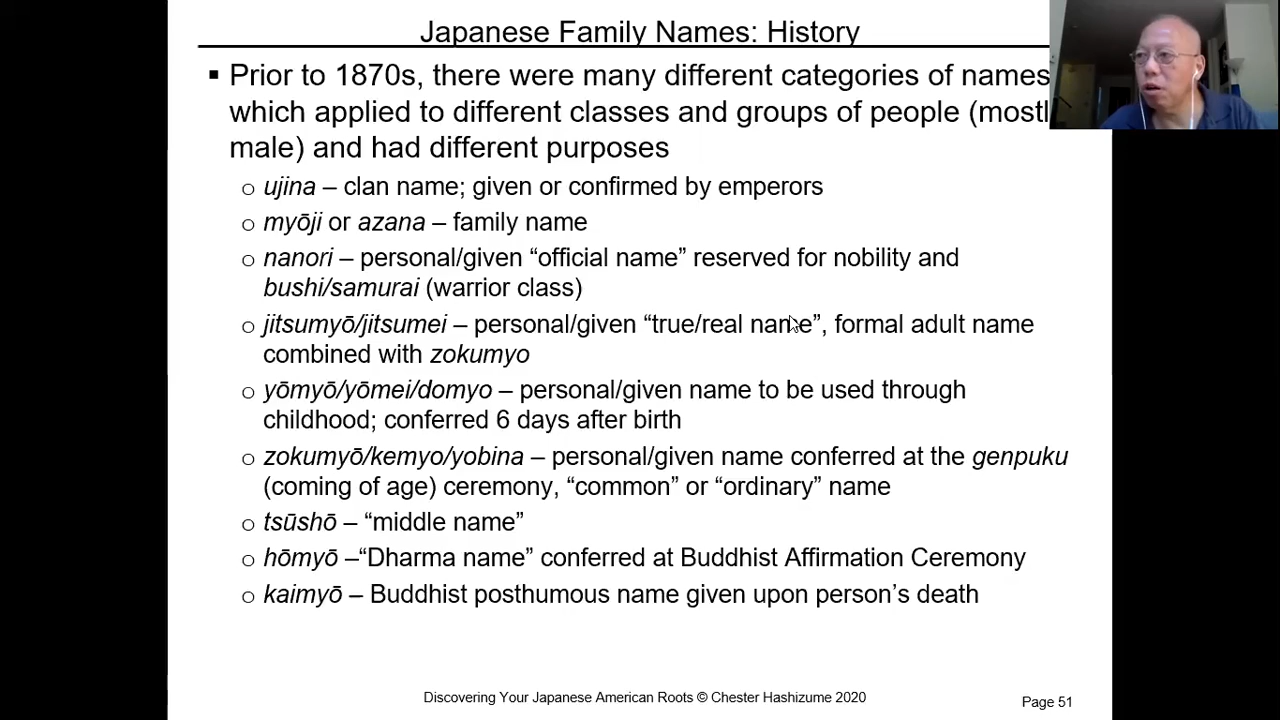 Japanese Family Names: History
▪ Prior to 1870s, there were many different categories of names
which applied to different classes and groups of people (mostl
male) and had different purposes
o ujina – clan name; given or confirmed by emperors
o myōji or azana – family name
o nanori – personal/given “official name” reserved for nobility and
bushi/samurai (warrior class)
o jitsumyō/jitsumei – personal/given “true/real name”, formal adult name
combined with zokumyo
o yōmyō/yōmei/domyo – personal/given name to be used through
childhood; conferred 6 days after birth
o zokumyō/kemyo/yobina – personal/given name conferred at the genpuku
(coming of age) ceremony, “common” or “ordinary” name
o tsūshō – “middle name”
o hōmyō –“Dharma name” conferred at Buddhist Affirmation Ceremony
o kaimyō – Buddhist posthumous name given upon person’s death
Discovering Your Japanese American Roots © Chester Hashizume 2020
Page 51